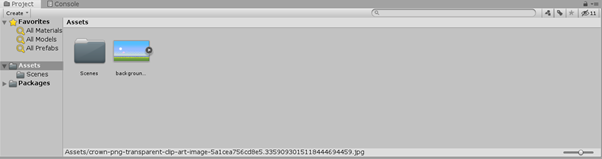 Project Console
Create
11
Favorites
All Materials
All Models
All Prefabs
Assets
Scenes
Packages
Assets
Scenes
backgroun...
Assets/crown-png-transparent-clip-art-image-5a1cea756cd8e5.3359093015118444694459.jpg